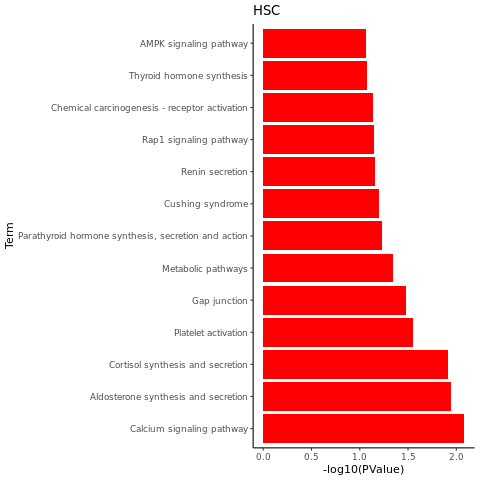 HSC
AMPK signaling pathway
Thyroid hormone synthesis
Chemical carcinogenesis - receptor activation
Rap1 signaling pathway
Renin secretion
Cushing syndrome
Parathyroid hormone synthesis, secretion and action
Metabolic pathways
Gap junction
Platelet activation
Cortisol synthesis and secretion
Aldosterone synthesis and secretion
Calcium signaling pathway
Term
0.0 0.5 1.0 1.5 2.0
-log10(PValue)